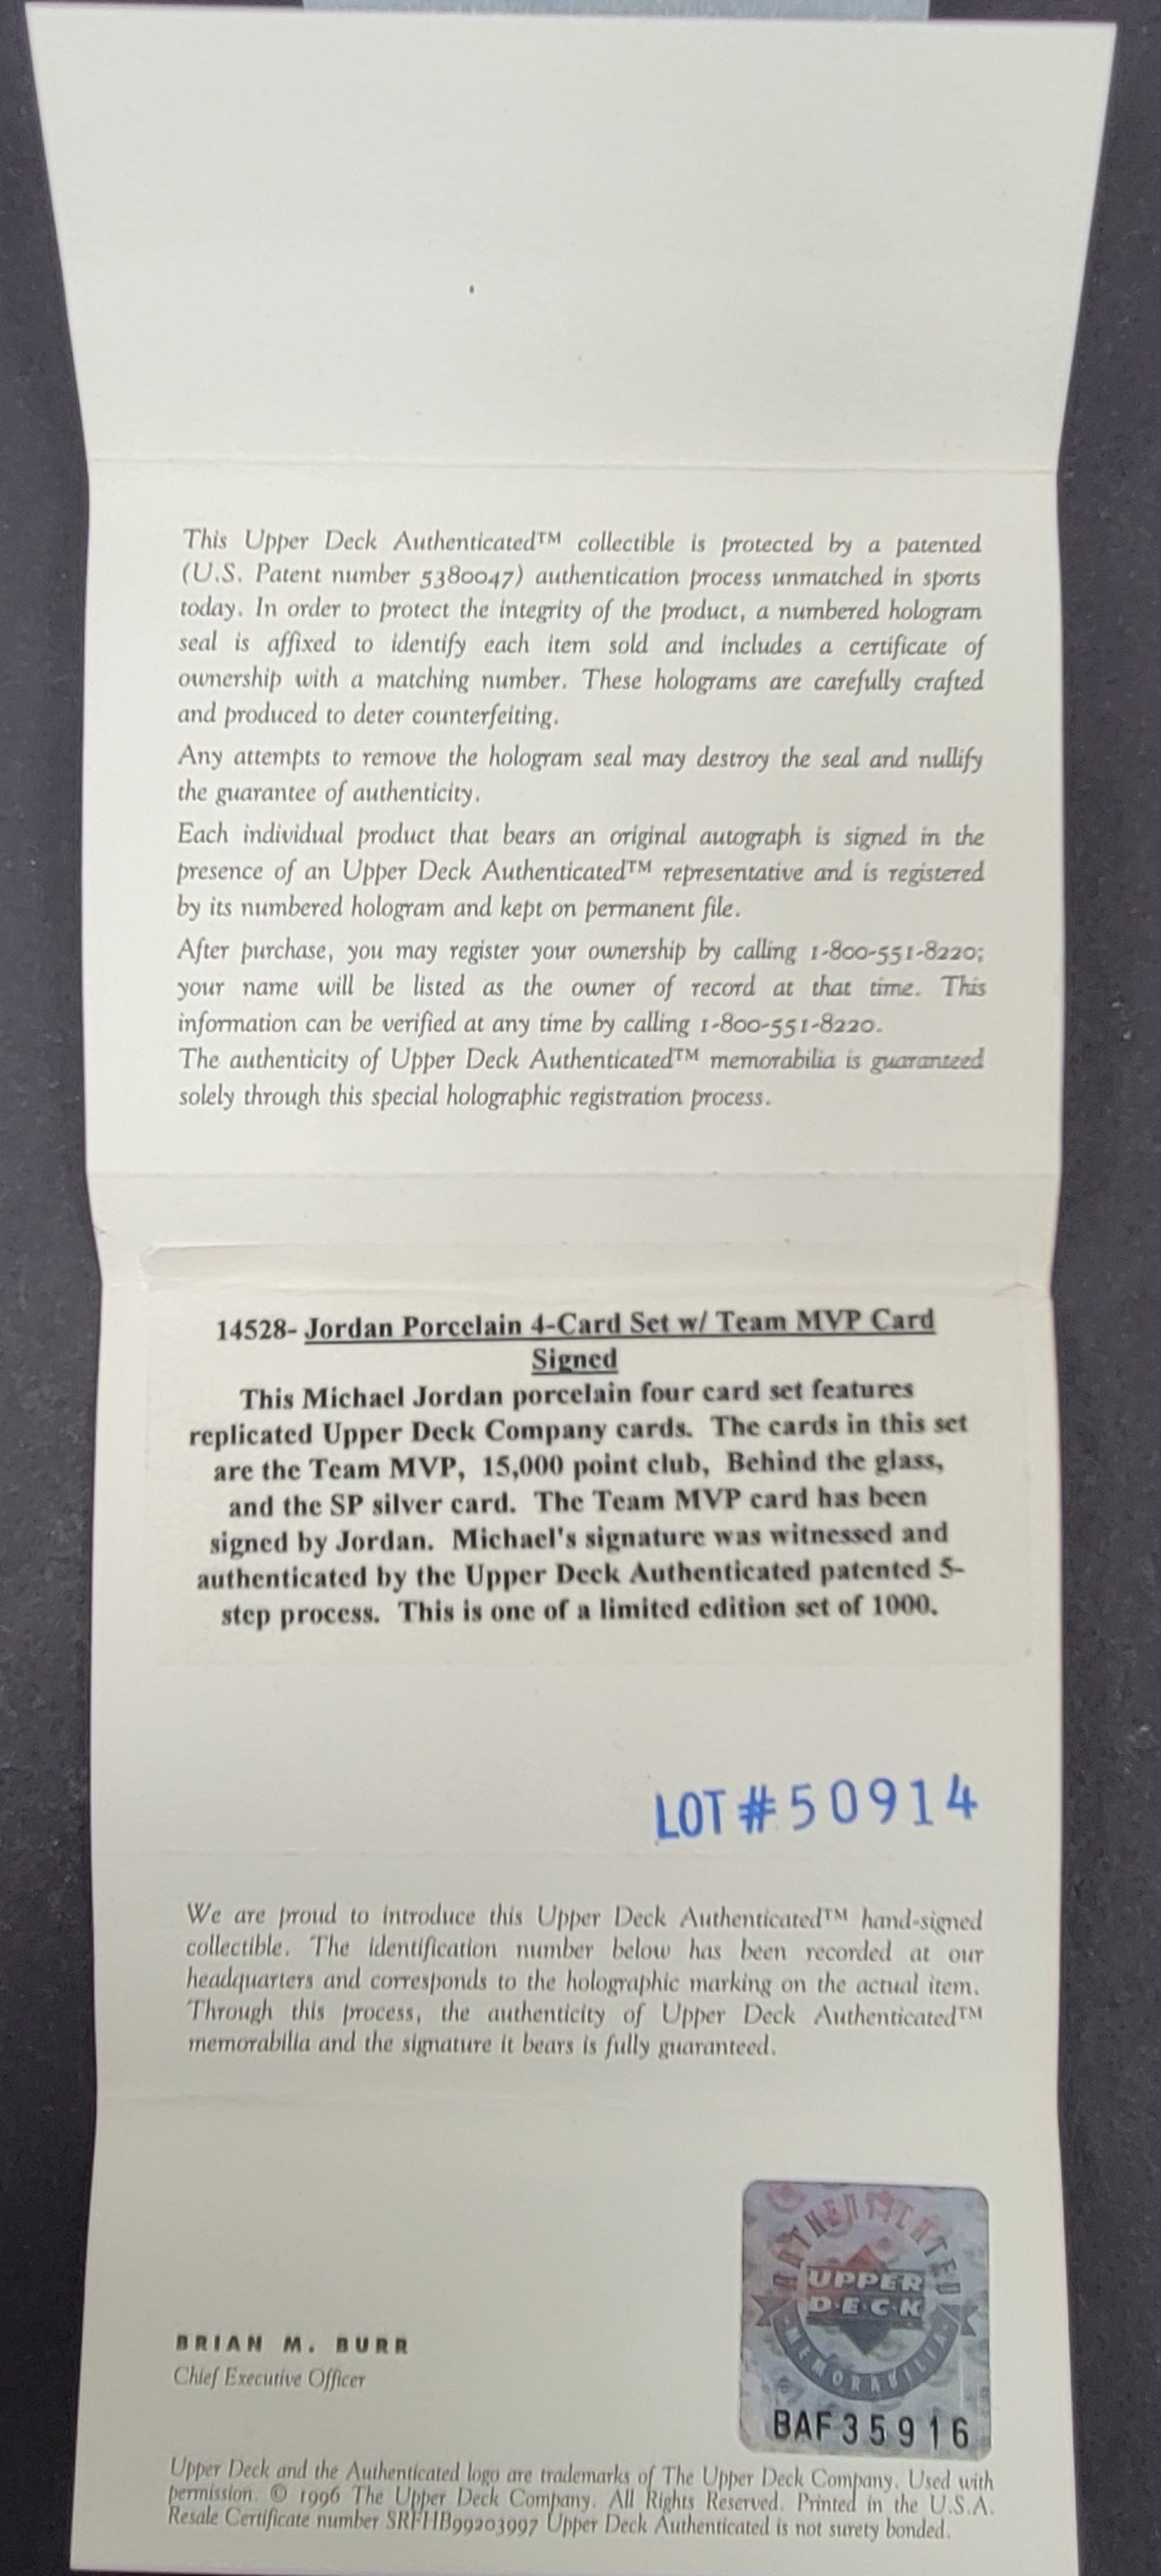 This Upper Deck Authenticated™ collectible is protected by a patented
(U.S. Patent number 5380047) authentication process unmatched in sports
today. In order to protect the integrity of the product, a numbered hologram
seal is affixed to identify each item sold and includes a certificate of
ownership with a matching number. These holograms are carefully crafted
and produced to deter counterfeiting.
Any attempts to remove the hologram seal may destroy the seal and nullify
the guarantee of authenticity.
Each individual product that bears an original autograph is signed in the
presence of an Upper Deck Authenticated™ representative and is registered
by its numbered hologram and kept on permanent file.
After purchase, you may register your ownership by calling 1-800-551-8220;
your name will be listed as the owner of record at that time. This
information can be verified at any time by calling 1-800-551-8220.
The authenticity of Upper Deck Authenticated™ memorabilia is guaranteed
solely through this special holographic registration process.
14528- Jordan Porcelain 4-Card Set w/ Team MVP Card
Signed
This Michael Jordan porcelain four card set features
replicated Upper Deck Company cards. The cards in this set
are the Team MVP, 15,000 point club, Behind the glass,
and the SP silver card. The Team MVP card has been
signed by Jordan. Michael's signature was witnessed and
authenticated by the Upper Deck Authenticated patented 5-
step process. This is one of a limited edition set of 1000.
LOT # 50914
We are proud to introduce this Upper Deck Authenticated™ hand-signed
collectible. The identification number below has been recorded at our
headquarters and corresponds to the holographic marking on the actual item.
Through this process, the authenticity of Upper Deck Authenticated™
memorabilia and the signature it bears is fully guaranteed.
AUTHENTICATED
UPPER
D·E·C·K
MEMORABILIA
BAF35916
BRIAN M. BURR
Chief Executive Officer
Upper Deck and the Authenticated logo are trademarks of The Upper Deck Company. Used with
permission. © 1996 The Upper Deck Company. All Rights Reserved. Printed in the U.S.A.
Resale Certificate number SRFHB99203997 Upper Deck Authenticated is not surety bonded.